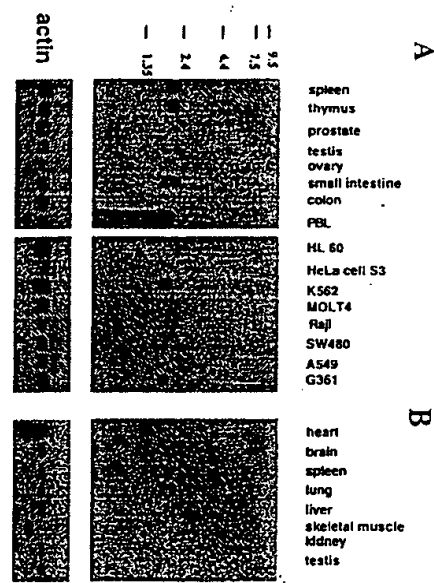 A
9.5
7.5
4.4
2.4
1.35
actin
spleen
thymus
prostate
testis
ovary
small intestine
colon
PBL
HL 60
HeLa cell S3
K562
MOLT4
Raji
SW480
A549
G361
B
heart
brain
spleen
lung
liver
skeletal muscle
kidney
testis